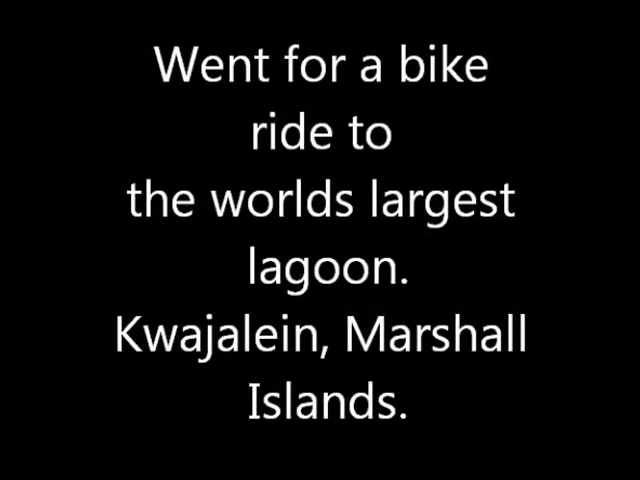 Went for a bike
ride to
the worlds largest
lagoon.
Kwajalein, Marshall
Islands.